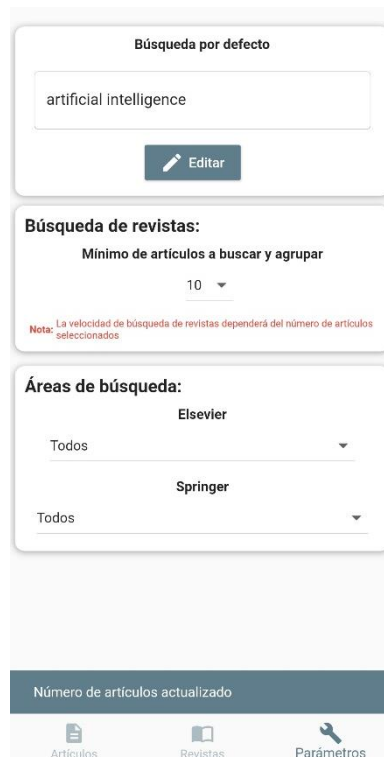 Búsqueda por defecto
artificial intelligence
Editar
Búsqueda de revistas:
Mínimo de artículos a buscar y agrupar
10
Nota: La velocidad de búsqueda de revistas dependerá del número de artículos
seleccionados
Áreas de búsqueda:
Elsevier
Todos
Springer
Todos
Número de artículos actualizado
Artículos Revistas Parámetros